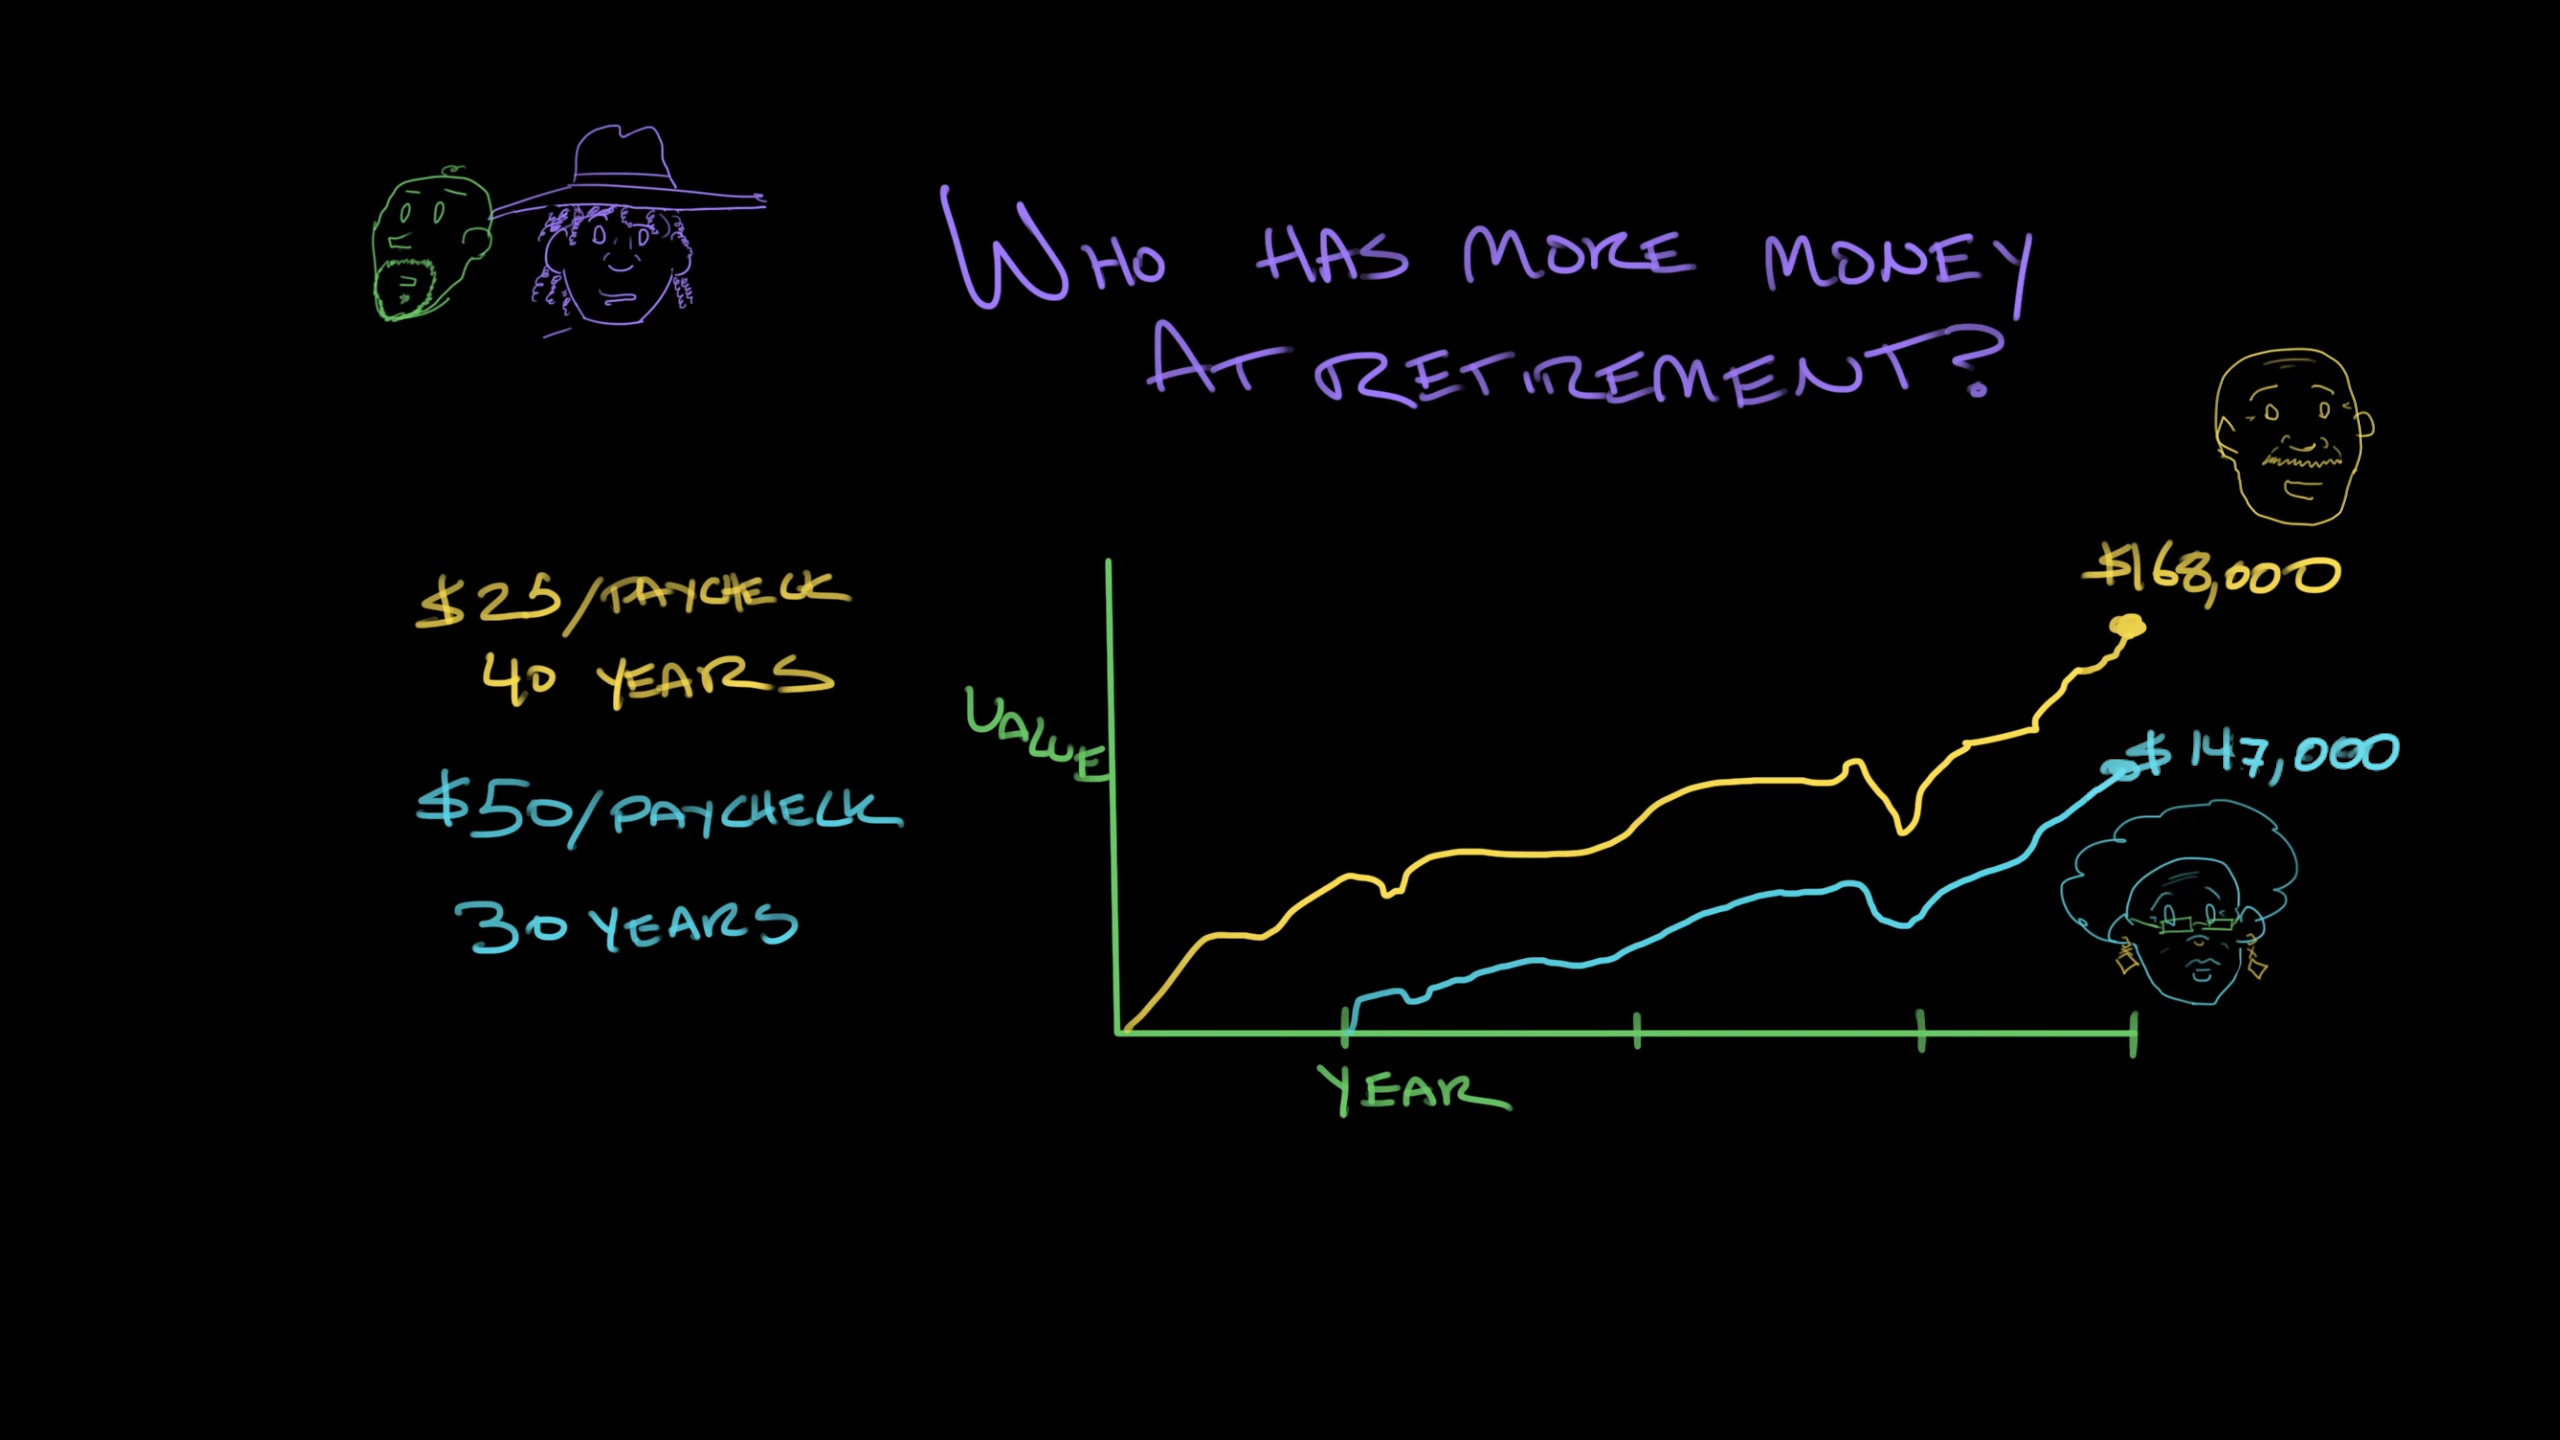 WHO HAS MORE MONEY
AT RETIREMENT?
$25/PAYCHECK
40 YEARS
$50/PAYCHECK
30 YEARS
VALUE
$168,000
$147,000
YEAR